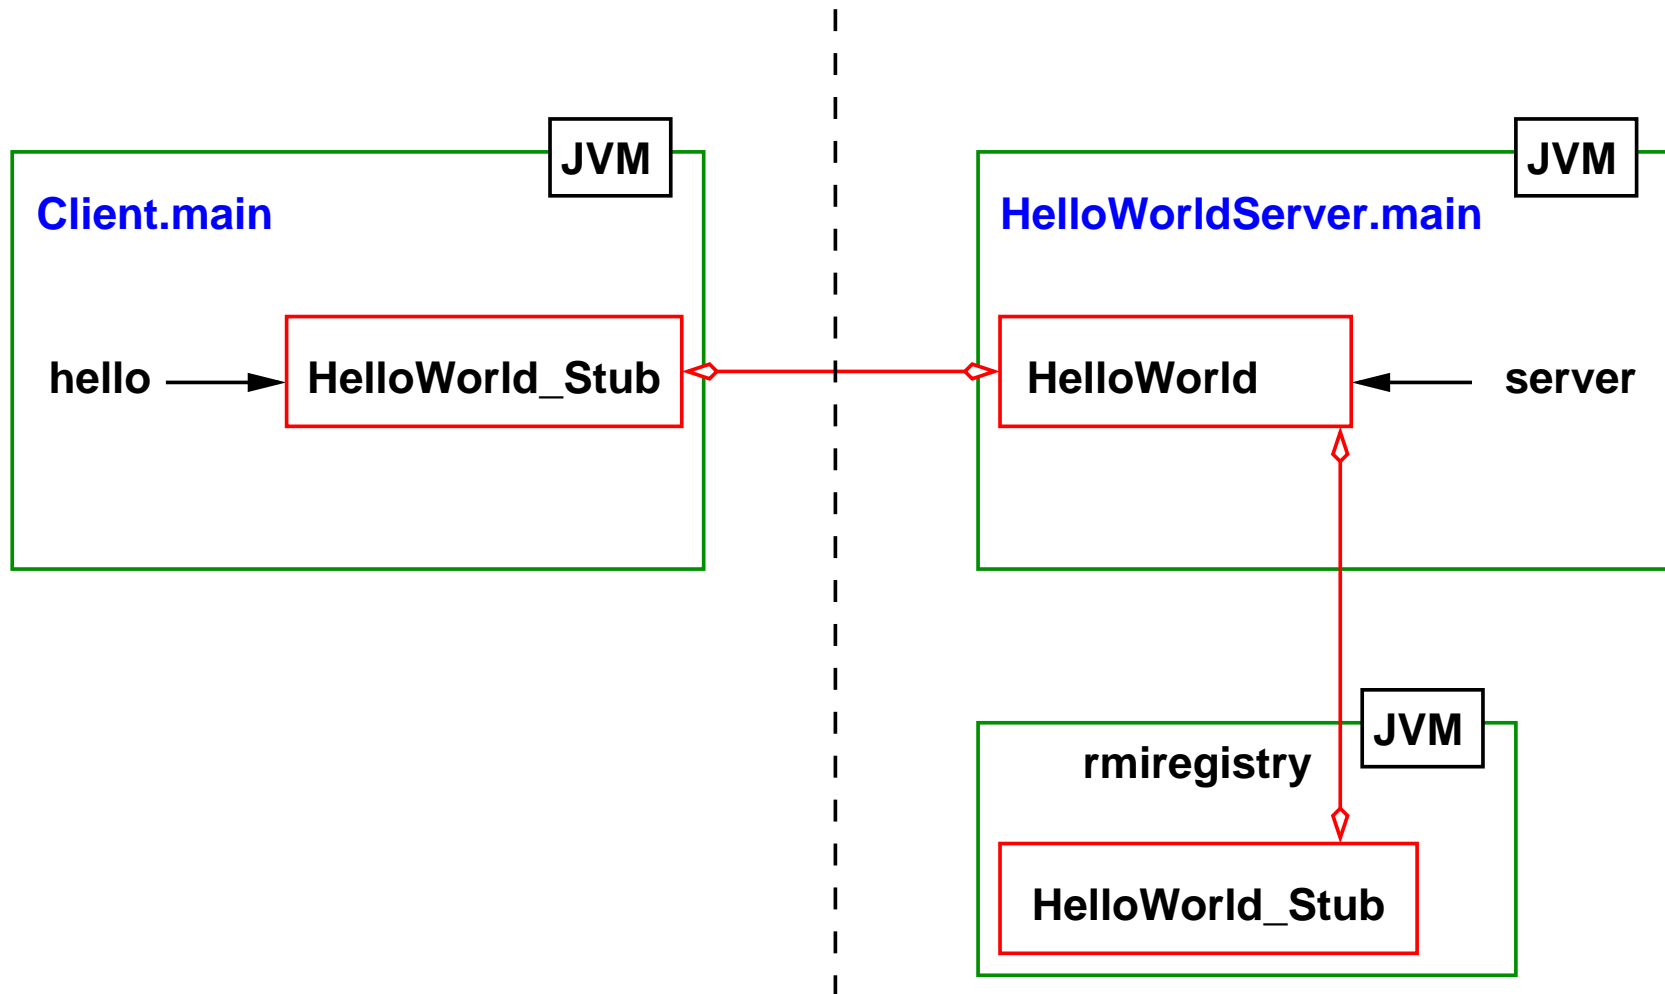 JVM
Client.main
hello
HelloWorld_Stub
JVM
HelloWorldServer.main
HelloWorld
server
JVM
rmiregistry
HelloWorld_Stub